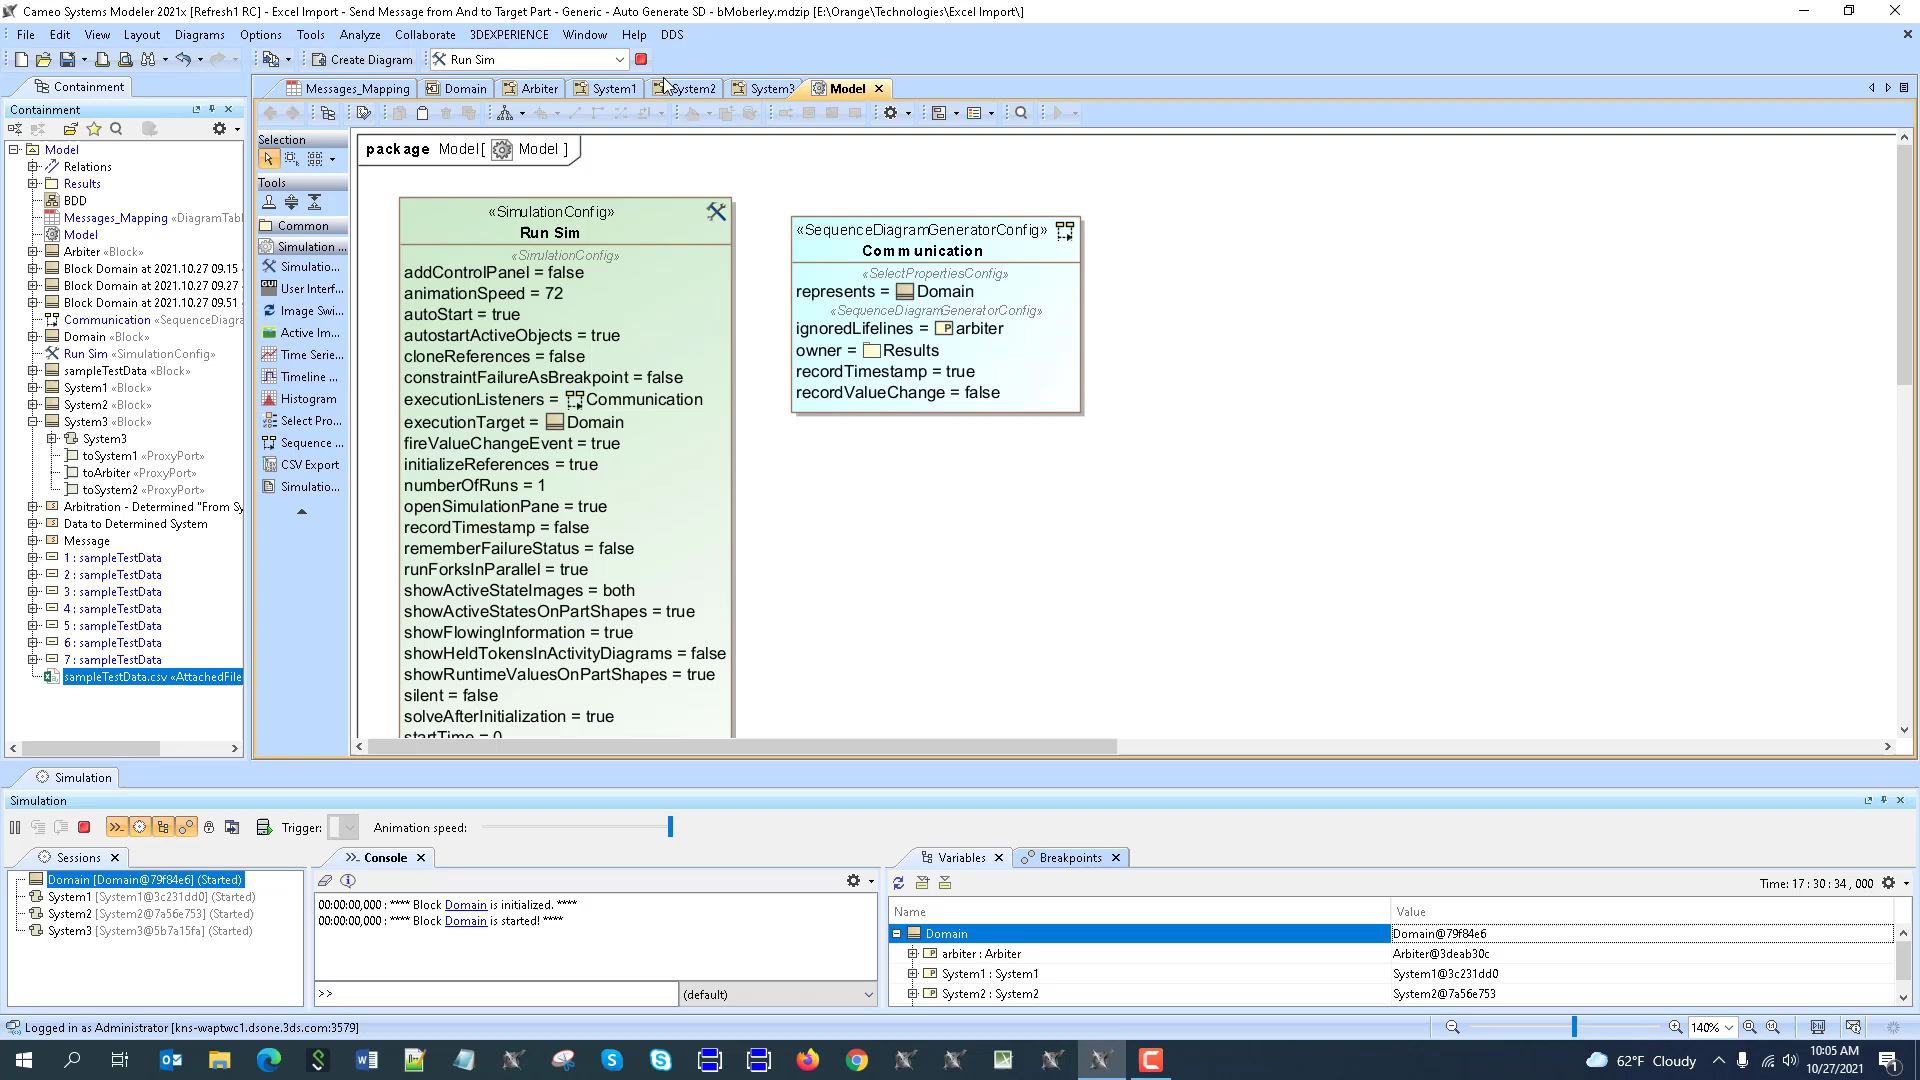 Cameo Systems Modeler 2021x [Refresh1 RC] - Excel Import - Send Message from And to Target Part - Generic - Auto Generate SD - bMoberley.mdzip [E:\Orange\Technologies\Excel Import\]
File Edit View Layout Diagrams Options Tools Analyze Collaborate 3DEXPERIENCE Window Help DDS
Create Diagram Run Sim
Containment
Messages_Mapping Domain Arbiter System1 System2 System3 Model
Containment
Model
Relations
Results
BDD
Messages_Mapping «DiagramTabl
Model
Arbiter «Block»
Block Domain at 2021.10.27 09.15
Block Domain at 2021.10.27 09.27
Block Domain at 2021.10.27 09.51
Communication «SequenceDiagra
Domain «Block»
Run Sim «SimulationConfig»
sampleTestData «Block»
System1 «Block»
System2 «Block»
System3 «Block»
System3
toSystem1 «ProxyPort»
toArbiter «ProxyPort»
toSystem2 «ProxyPort»
Arbitration - Determined "From Sy
Data to Determined System
Message
1 : sampleTestData
2 : sampleTestData
3 : sampleTestData
4 : sampleTestData
5 : sampleTestData
6 : sampleTestData
7 : sampleTestData
sampleTestData.csv «AttachedFile
Selection
Tools
Common
Simulation ...
Simulatio...
User Interf...
Image Swi...
Active Im...
Time Serie...
Timeline ...
Histogram
Select Pro...
Sequence ...
CSV Export
Simulatio...
package Model[ Model ]
«SimulationConfig»
Run Sim
«SimulationConfig»
addControlPanel = false
animationSpeed = 72
autoStart = true
autostartActiveObjects = true
cloneReferences = false
constraintFailureAsBreakpoint = false
executionListeners = Communication
executionTarget = Domain
fireValueChangeEvent = true
initializeReferences = true
numberOfRuns = 1
openSimulationPane = true
recordTimestamp = false
rememberFailureStatus = false
runForksInParallel = true
showActiveStateImages = both
showActiveStatesOnPartShapes = true
showFlowingInformation = true
showHeldTokensInActivityDiagrams = false
showRuntimeValuesOnPartShapes = true
silent = false
solveAfterInitialization = true
startTime = 0
«SequenceDiagramGeneratorConfig»
Communication
«SelectPropertiesConfig»
represents = Domain
«SequenceDiagramGeneratorConfig»
ignoredLifelines = arbiter
owner = Results
recordTimestamp = true
recordValueChange = false
Simulation
Simulation
Trigger: Animation speed:
Sessions
Domain [Domain@79f84e6] (Started)
System1 [System1@3c231dd0] (Started)
System2 [System2@7a56e753] (Started)
System3 [System3@5b7a15fa] (Started)
Console
00:00:00,000 : **** Block Domain is initialized. ****
00:00:00,000 : **** Block Domain is started! ****
>> (default)
Variables Breakpoints
Time: 17 : 30 : 34 , 000
Name Value
Domain Domain@79f84e6
arbiter : Arbiter Arbiter@3deab30c
System1 : System1 System1@3c231dd0
System2 : System2 System2@7a56e753
Logged in as Administrator [kns-waptwc1.dsone.3ds.com:3579]
140%
62°F Cloudy
10:05 AM
10/27/2021